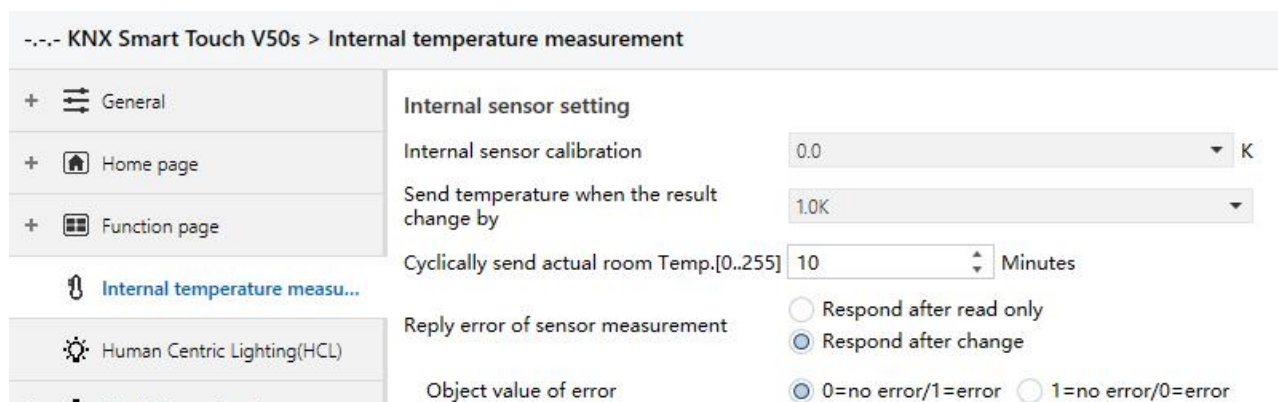 -.-.- KNX Smart Touch V50s > Internal temperature measurement
+ General
+ Home page
+ Function page
Internal temperature measu...
Human Centric Lighting(HCL)
Internal sensor setting
Internal sensor calibration 0.0 K
Send temperature when the result
change by 1.0K
Cyclically send actual room Temp.[0..255] 10 Minutes
Reply error of sensor measurement
Respond after read only
Respond after change
Object value of error 0=no error/1=error 1=no error/0=error